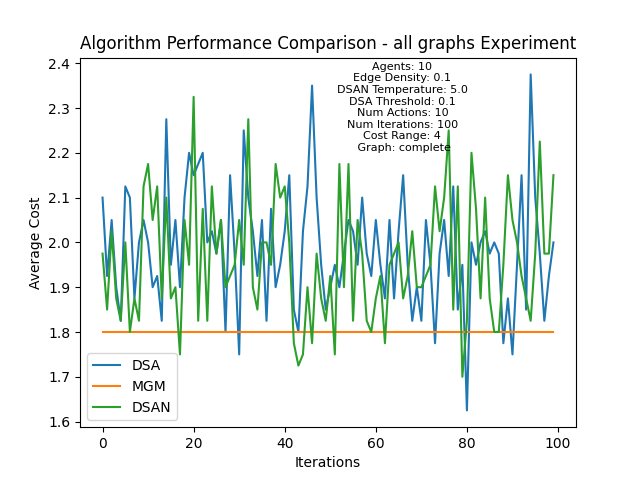 Algorithm Performance Comparison - all graphs Experiment
Agents: 10
Edge Density: 0.1
DSAN Temperature: 5.0
DSA Threshold: 0.1
Num Actions: 10
Num Iterations: 100
Cost Range: 4
Graph: complete
2.4
2.3
2.2
2.1
2.0
1.9
1.8
1.7
1.6
Average Cost
DSA
MGM
DSAN
0 20 40 60 80 100
Iterations